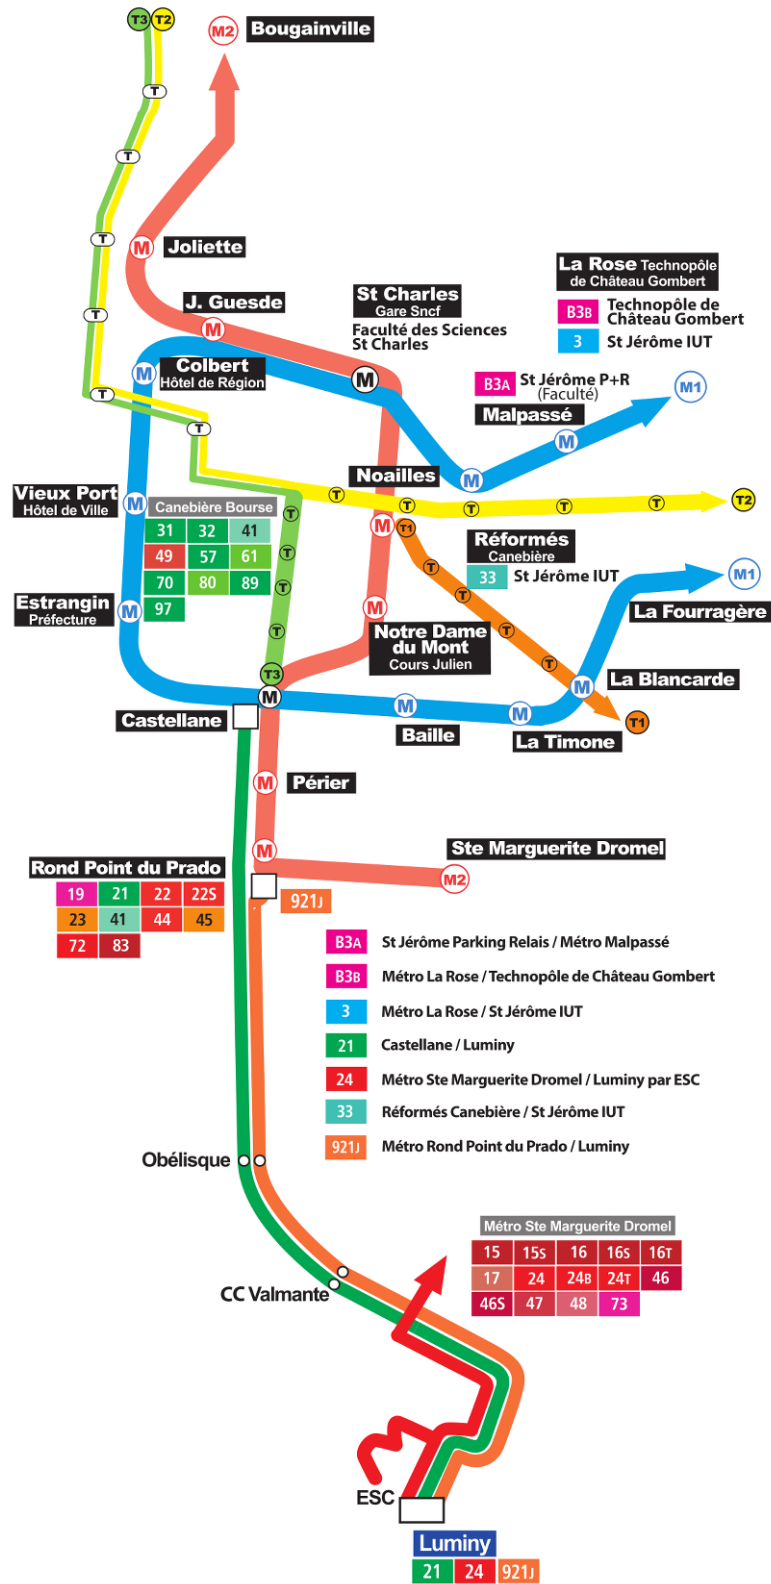 T3 T2
M2 Bougainville
T
T
M Joliette
T
La Rose Technopôle
de Château Gombert
B3B Technopôle de
Château Gombert
3 St Jérôme IUT
J. Guesde
M
St Charles
Gare Sncf
Faculté des Sciences
St Charles
M
T
Colbert
Hôtel de Région
M
B3A St Jérôme P+R
(Faculté)
Malpassé
M
M1
T
T
Noailles
M
Vieux Port
Hôtel de Ville
M
Canebière Bourse
31 32 41
49 57 61
70 80 89
97
T T T T T T2
T
T
T
T
M
T1
Réformés
Canebière
33 St Jérôme IUT
T
T
T
T
M1
La Fourragère
Estrangin
Préfecture
M
M
Notre Dame
du Mont
Cours Julien
T3
M
Castellane
M
Baille
M
La Timone
M
La Blancarde
T1
M
Périer
M
Ste Marguerite Dromel
M2
Rond Point du Prado
19 21 22 22S
23 41 44 45
72 83
921J
B3A St Jérôme Parking Relais / Métro Malpassé
B3B Métro La Rose / Technopôle de Château Gombert
3 Métro La Rose / St Jérôme IUT
21 Castellane / Luminy
24 Métro Ste Marguerite Dromel / Luminy par ESC
33 Réformés Canebière / St Jérôme IUT
921J Métro Rond Point du Prado / Luminy
Obélisque
CC Valmante
Métro Ste Marguerite Dromel
15 15S 16 16S 16T
17 24 24B 24T 46
46S 47 48 73
ESC
Luminy
21 24 921J